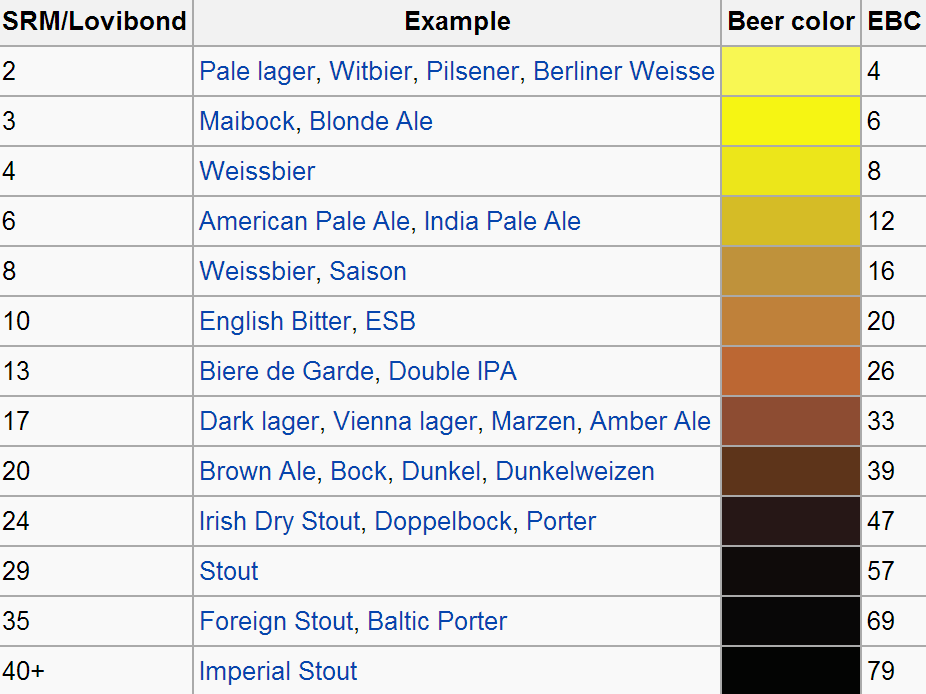 SRM/Lovibond Example Beer color EBC
2 Pale lager, Witbier, Pilsener, Berliner Weisse 4
3 Maibock, Blonde Ale 6
4 Weissbier 8
6 American Pale Ale, India Pale Ale 12
8 Weissbier, Saison 16
10 English Bitter, ESB 20
13 Biere de Garde, Double IPA 26
17 Dark lager, Vienna lager, Marzen, Amber Ale 33
20 Brown Ale, Bock, Dunkel, Dunkelweizen 39
24 Irish Dry Stout, Doppelbock, Porter 47
29 Stout 57
35 Foreign Stout, Baltic Porter 69
40+ Imperial Stout 79